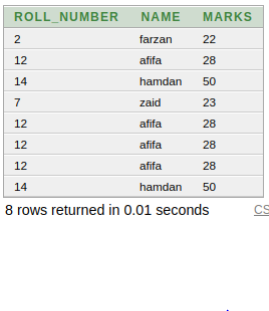 ROLL_NUMBER NAME MARKS
2 farzan 22
12 afifa 28
14 hamdan 50
7 zaid 23
12 afifa 28
12 afifa 28
12 afifa 28
14 hamdan 50
8 rows returned in 0.01 seconds CS